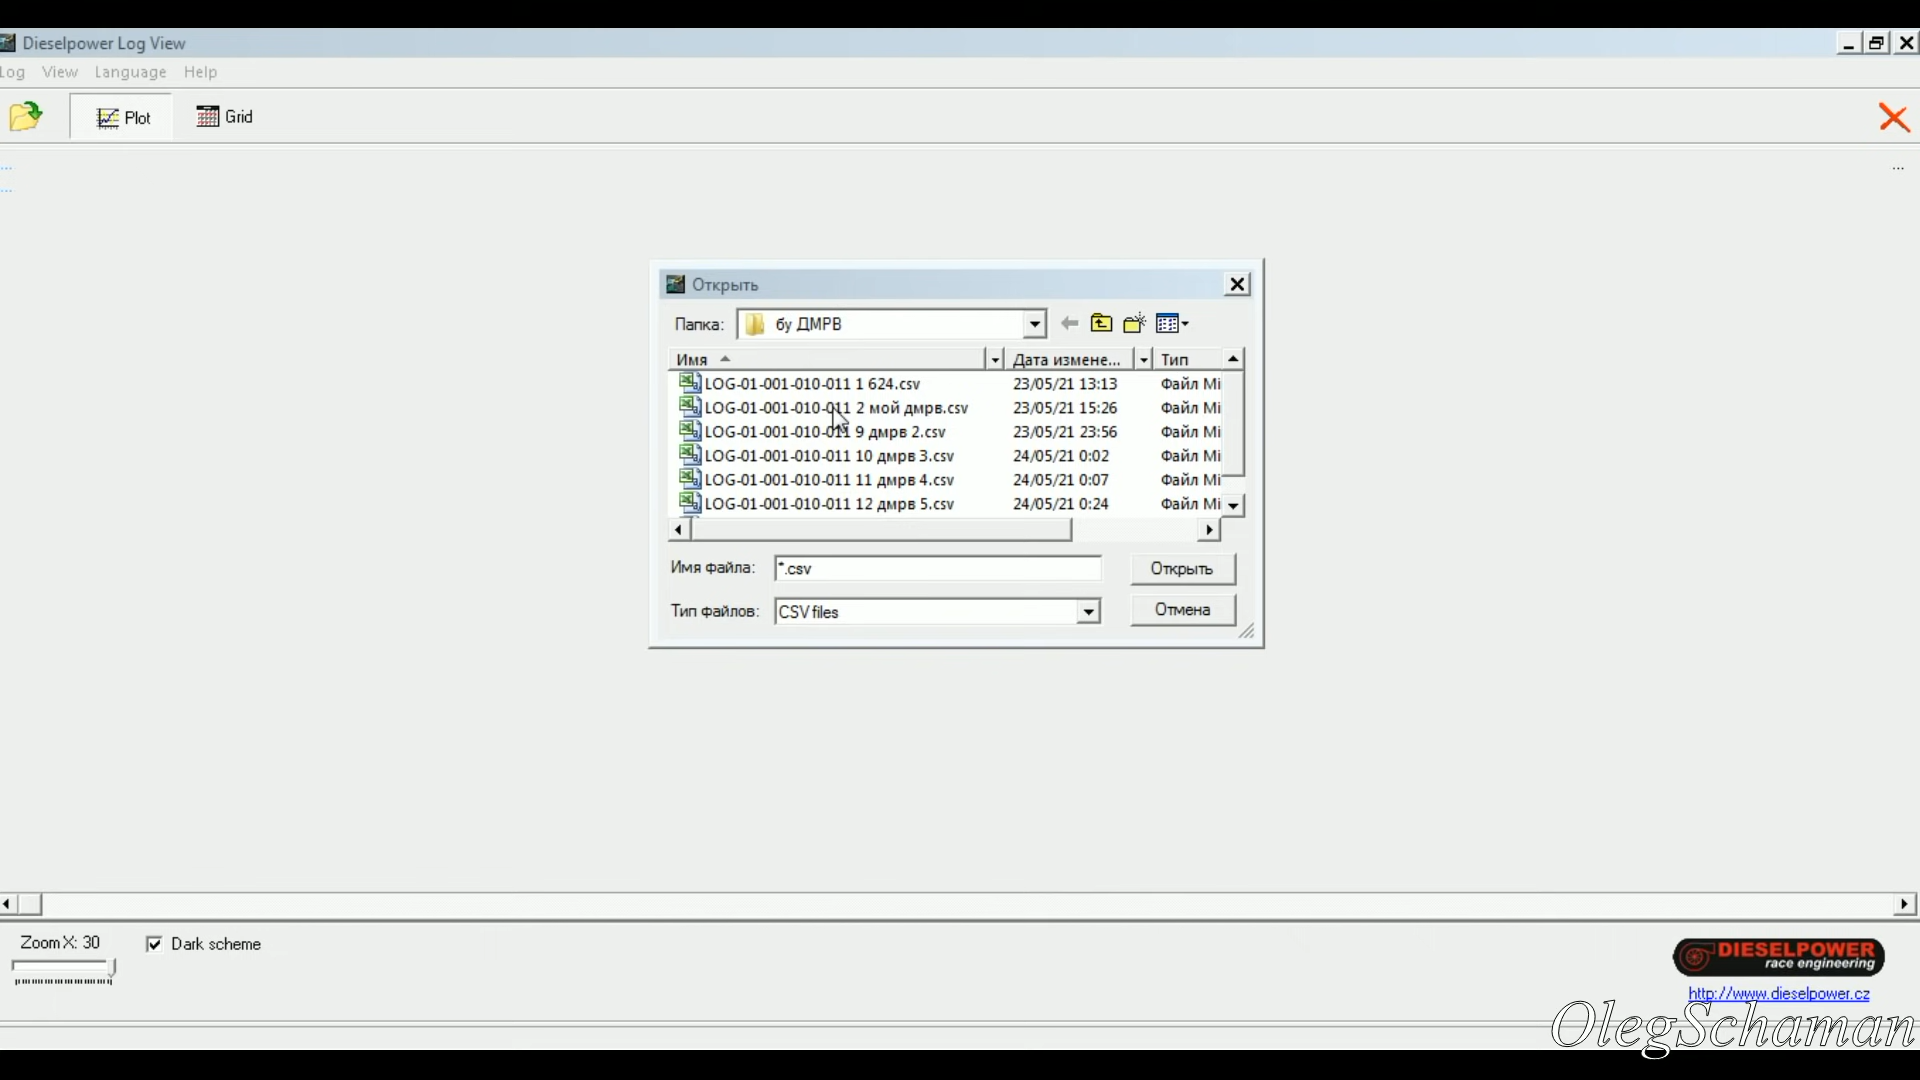 Dieselpower Log View
Log View Language Help
Plot Grid
...
...
...
Открыть
Папка: бу ДМРВ
Имя Дата измене... Тип
LOG-01-001-010-011 1 624.csv 23/05/21 13:13 Файл Mi
LOG-01-001-010-011 2 мой дмрв.csv 23/05/21 15:26 Файл Mi
LOG-01-001-010-011 9 дмрв 2.csv 23/05/21 23:56 Файл Mi
LOG-01-001-010-011 10 дмрв 3.csv 24/05/21 0:02 Файл Mi
LOG-01-001-010-011 11 дмрв 4.csv 24/05/21 0:07 Файл Mi
LOG-01-001-010-011 12 дмрв 5.csv 24/05/21 0:24 Файл Mi
Имя файла: *.csv Открыть
Тип файлов: CSV files Отмена
Zoom X: 30 Dark scheme
DIESELPOWER
race engineering
http://www.dieselpower.cz
OlegSchaman